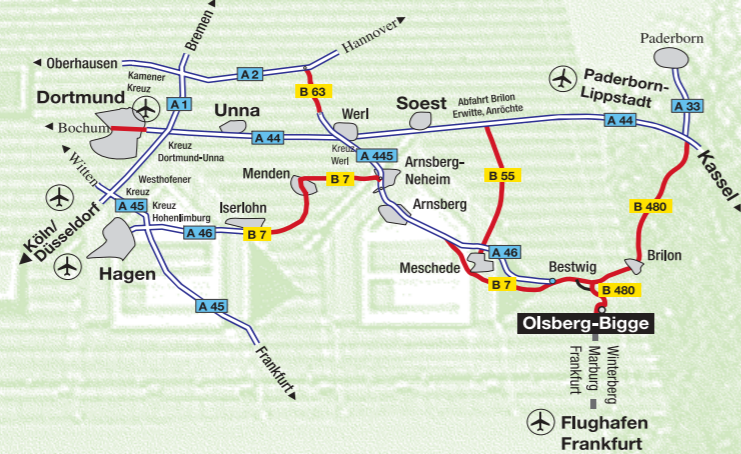 Bremen
Hannover
Oberhausen
Kamener
Kreuz
A 2
Paderborn
Dortmund
A 1
B 63
Unna
Werl
Soest
Abfahrt Brilon
Erwitte, Anröchte
Paderborn-
Lippstadt
A 33
A 44
Bochum
Kreuz
Dortmund-Unna
A 44
Kreuz
Werl
A 445
Kassel
Witten
Westhofener
Kreuz
Menden
B 7
Arnsberg-
Neheim
B 55
A 45
Kreuz
Hohenlimburg
Iserlohn
Arnsberg
B 480
Köln/
Düsseldorf
A 46
B 7
Hagen
A 46
Meschede
B 7
Bestwig
Brilon
B 480
A 45
Olsberg-Bigge
Frankfurt
Winterberg
Marburg
Frankfurt
Flughafen
Frankfurt